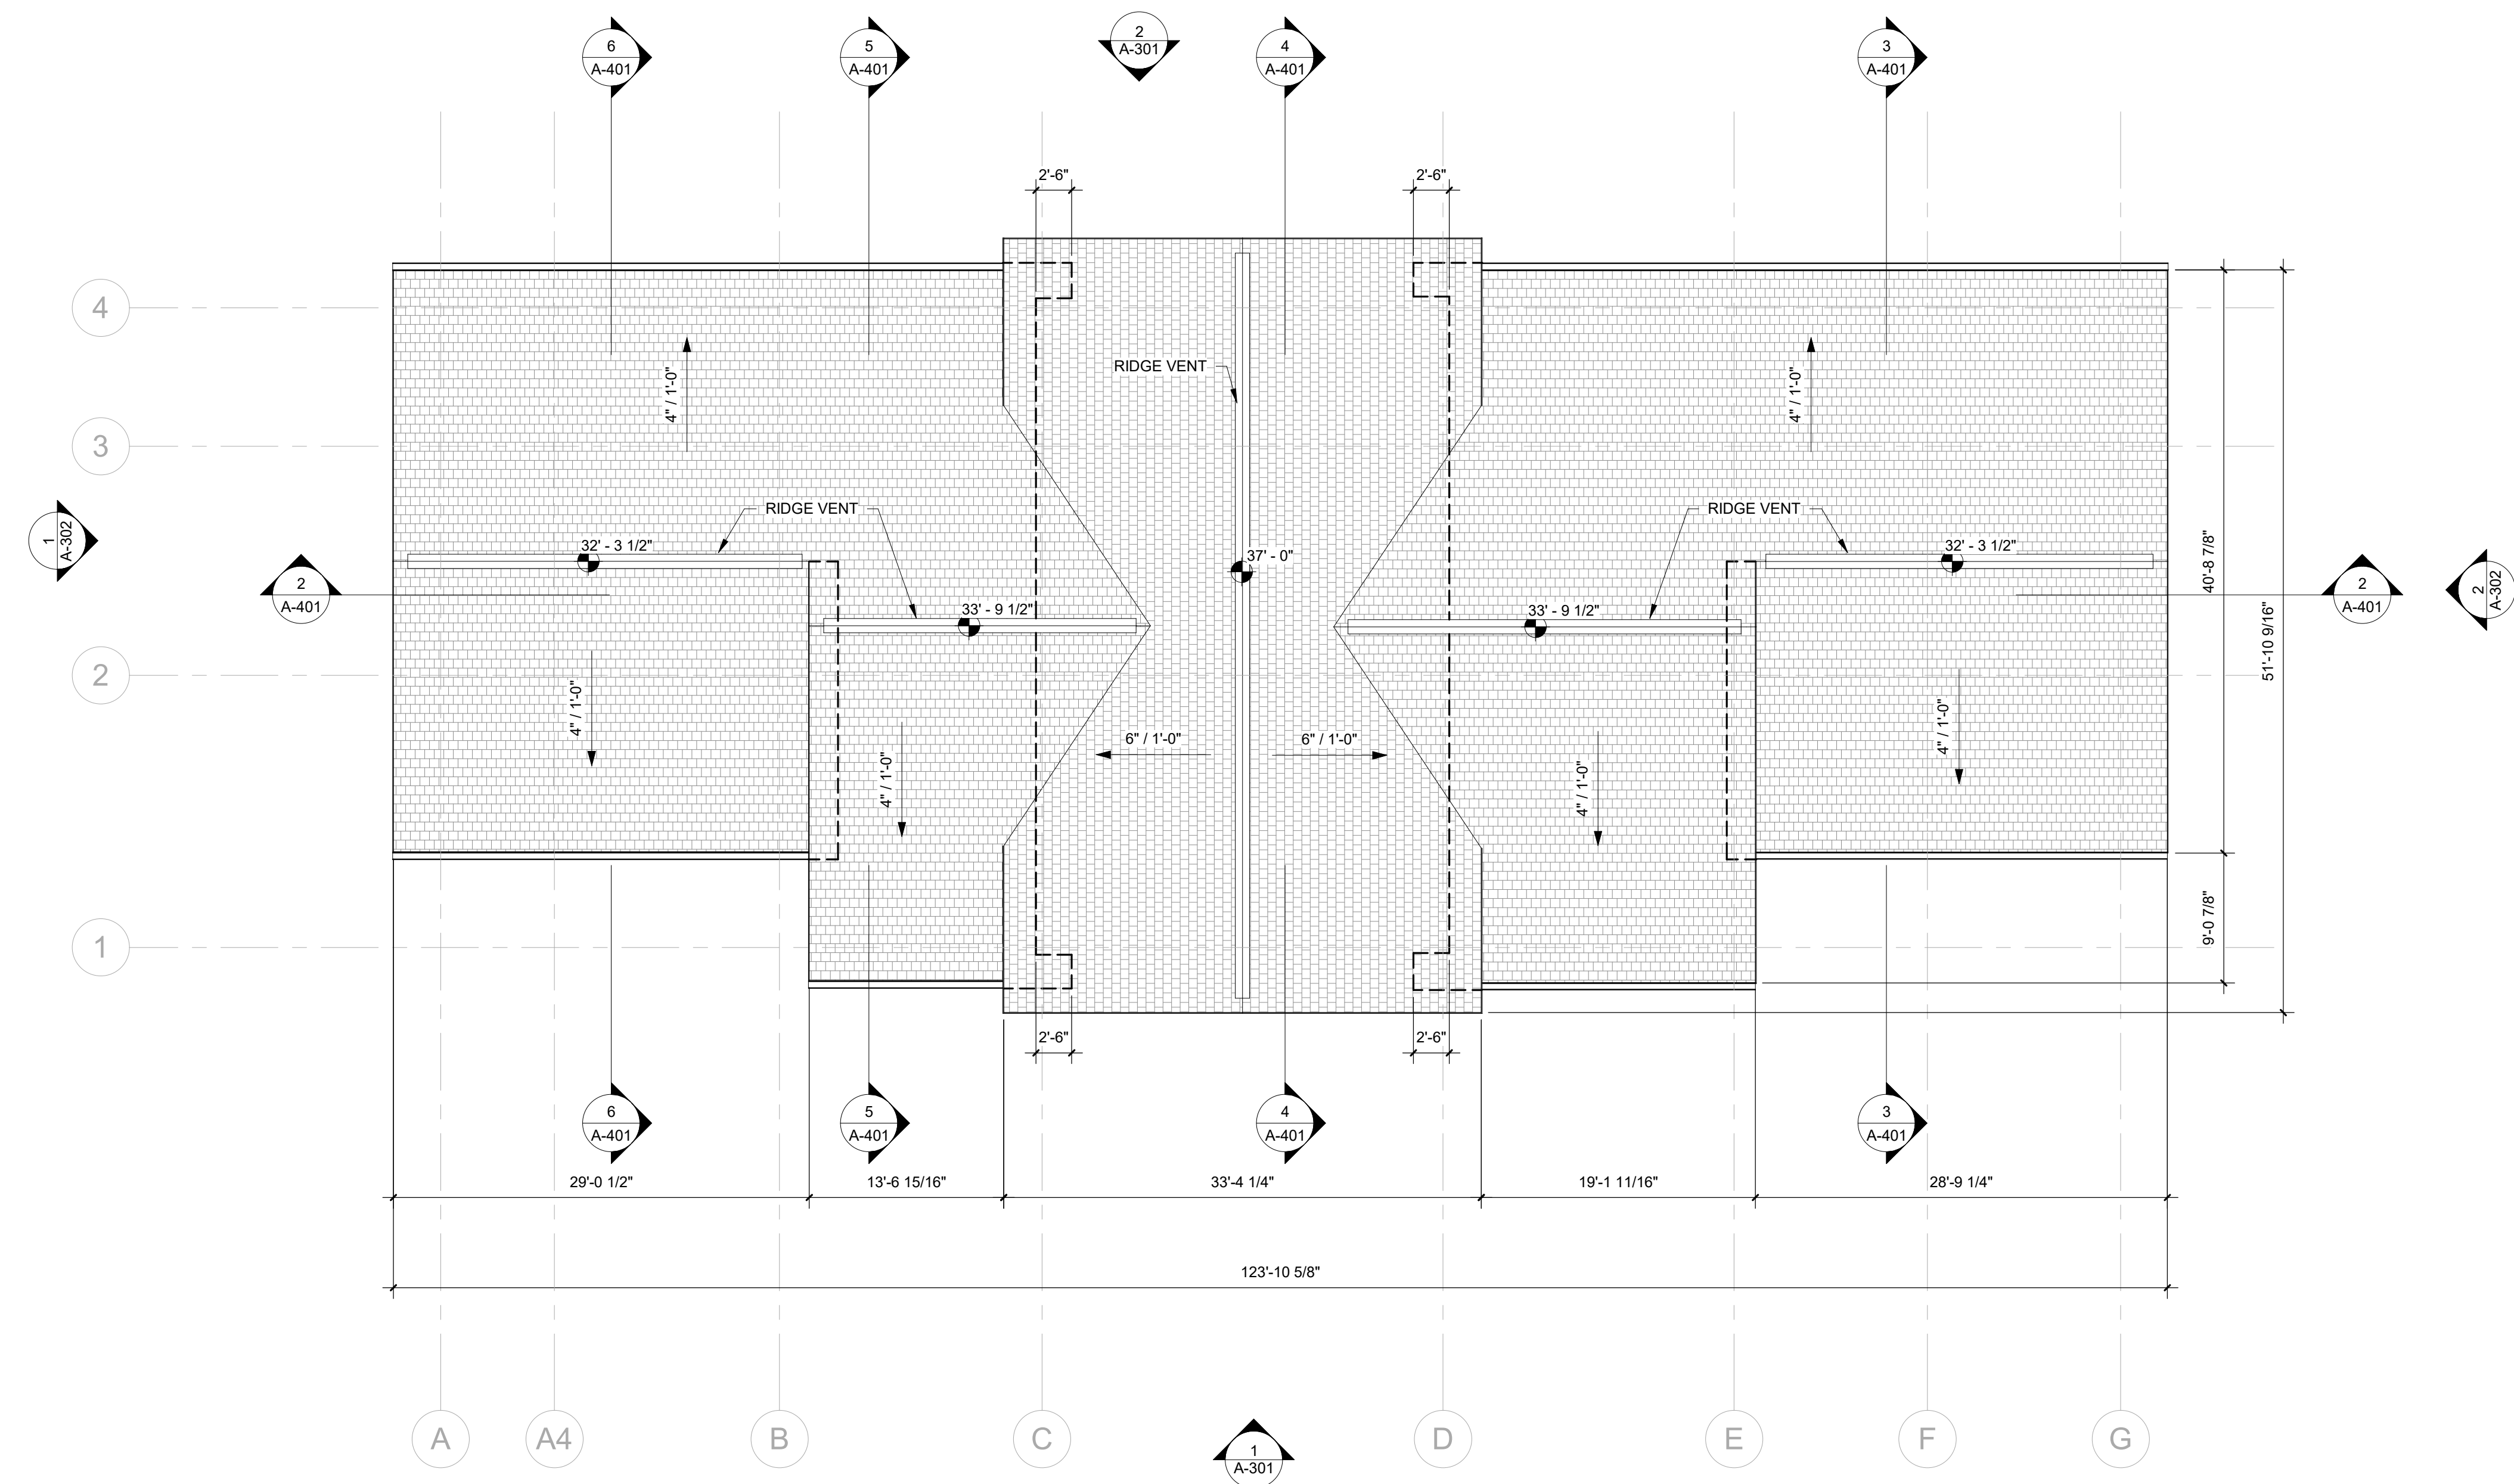 6
A-401
5
A-401
2
A-301
4
A-401
3
A-401
2'-6"
2'-6"
4
3
2
1
RIDGE VENT
4" / 1'-0"
4" / 1'-0"
RIDGE VENT
RIDGE VENT
1
A-302
2
A-401
32' - 3 1/2"
37' - 0"
32' - 3 1/2"
33' - 9 1/2"
33' - 9 1/2"
2
A-401
2
A-302
40'-8 7/8"
51'-10 9/16"
4" / 1'-0"
4" / 1'-0"
6" / 1'-0"
6" / 1'-0"
4" / 1'-0"
4" / 1'-0"
9'-0 7/8"
2'-6"
2'-6"
6
A-401
5
A-401
4
A-401
3
A-401
29'-0 1/2"
13'-6 15/16"
33'-4 1/4"
19'-1 11/16"
28'-9 1/4"
123'-10 5/8"
A
A4
B
C
D
E
F
G
1
A-301